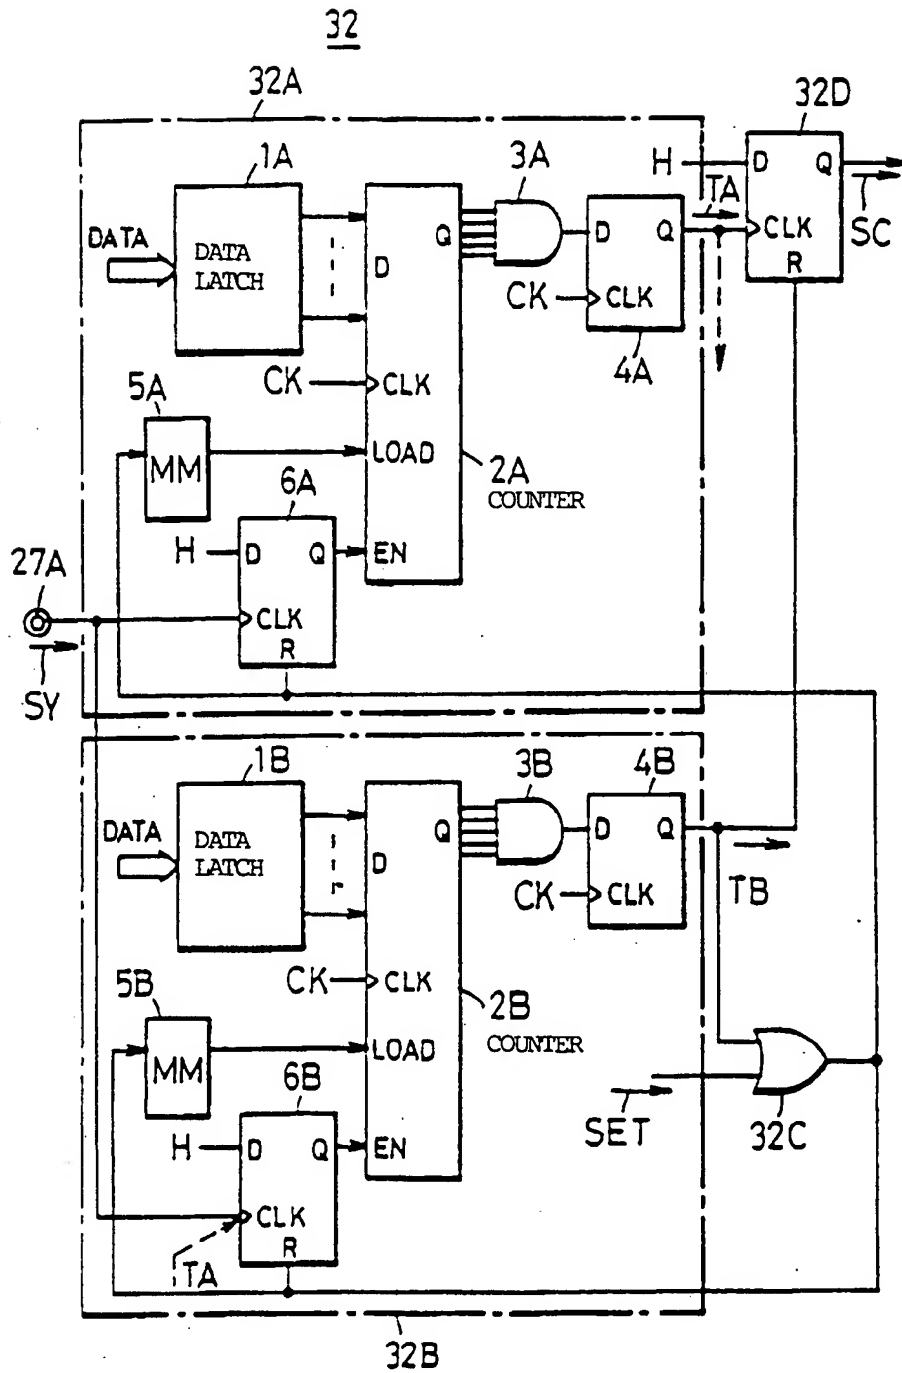 32
32A
32D
1A
3A
H
D
Q
TA
SC
DATA
DATA
LATCH
D
Q
D
Q
CLK
R
CK
CLK
4A
CK
CLK
5A
MM
LOAD
2A
COUNTER
6A
H
D
Q
EN
27A
CLK
R
SY
1B
3B
4B
DATA
DATA
LATCH
D
Q
D
Q
TB
CK
CLK
CK
CLK
5B
MM
LOAD
2B
COUNTER
6B
SET
32C
H
D
Q
EN
CLK
R
TA
32B